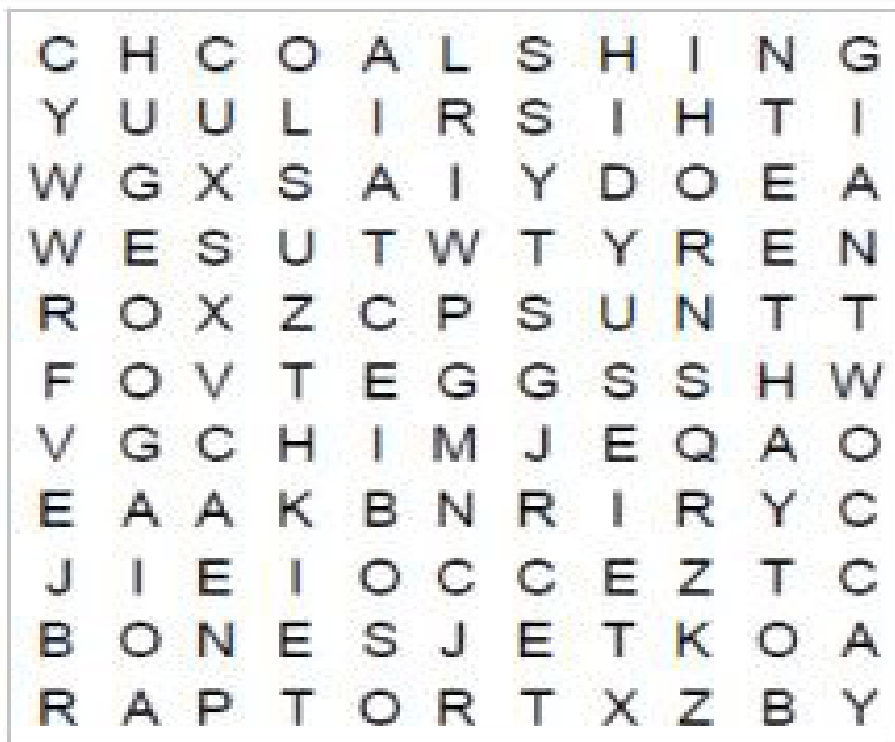 C H C O A L S H I N G
Y U U L I R S I H T I
W G X S A I Y D O E A
W E S U T W T Y R E N
R O X Z C P S U N T T
F O V T E G G S S H W
V G C H I M J E Q A O
E A A K B N R I R Y C
J I E I O C C E Z T C
B O N E S J E T K O A
R A P T O R T X Z B Y